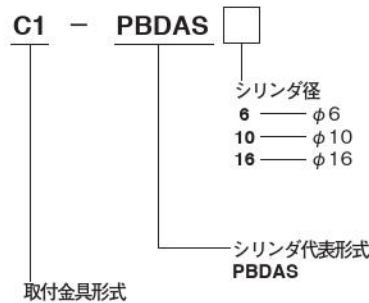 C1 － PBDAS
シリンダ径
6 φ6
10 φ10
16 φ16
シリンダ代表形式
PBDAS
取付金具形式